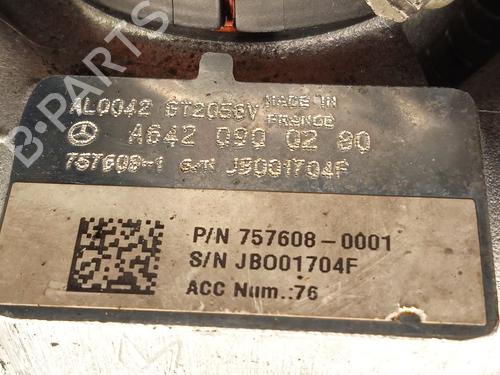 AL0042 GT2056V MADE IN
FRANCE
A642 090 02 80
757608-1 S/N JB001704F
P/N 757608-0001
S/N JBO01704F
ACC Num.:76
B-PARTS